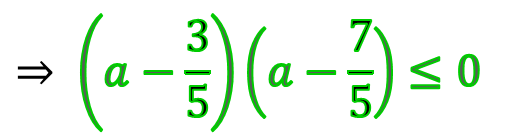 ⇒ (a − 3/5)(a − 7/5) ≤ 0